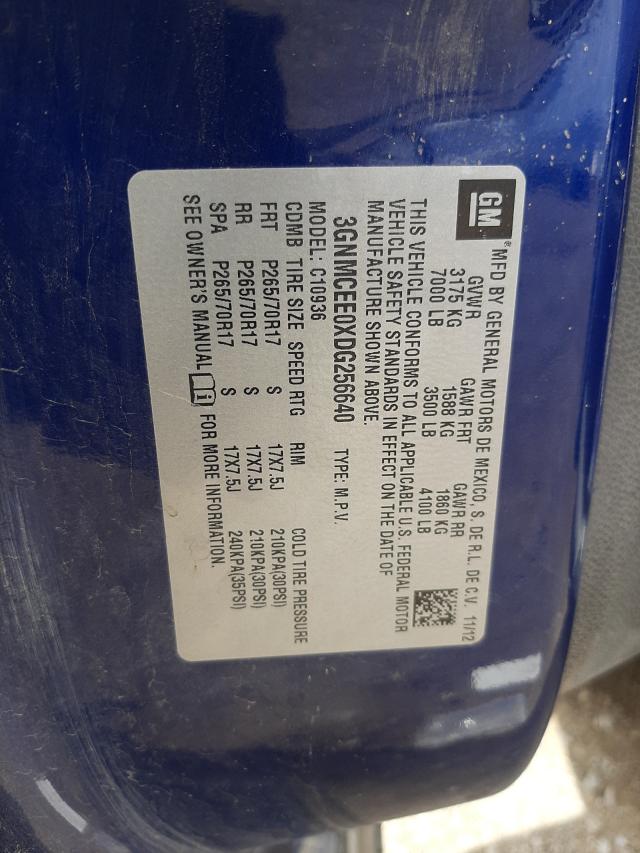 GM ® MFD BY GENERAL MOTORS DE MEXICO, S. DE R.L. DE C.V. 11/12
GVWR GAWR FRT GAWR RR
3175 KG 1588 KG 1860 KG
7000 LB 3500 LB 4100 LB
THIS VEHICLE CONFORMS TO ALL APPLICABLE U.S. FEDERAL MOTOR
VEHICLE SAFETY STANDARDS IN EFFECT ON THE DATE OF
MANUFACTURE SHOWN ABOVE.
3GNMCEE0XDG256640 TYPE: M.P.V.
MODEL: C10936
CDMB TIRE SIZE SPEED RTG RIM COLD TIRE PRESSURE
FRT P265/70R17 S 17X7.5J 210KPA(30PSI)
RR P265/70R17 S 17X7.5J 210KPA(30PSI)
SPA P265/70R17 S 17X7.5J 240KPA(35PSI)
SEE OWNER'S MANUAL i FOR MORE INFORMATION.